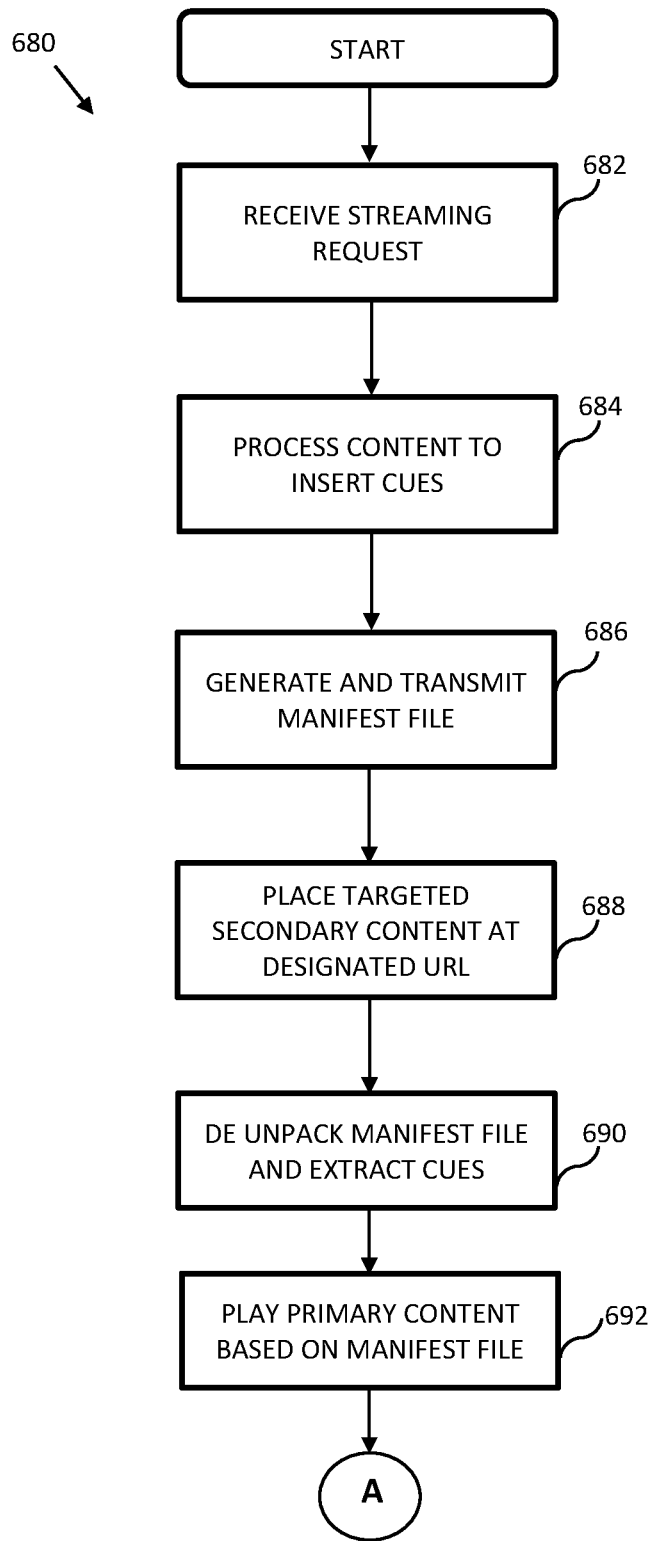 680
START
682
RECEIVE STREAMING
REQUEST
684
PROCESS CONTENT TO
INSERT CUES
686
GENERATE AND TRANSMIT
MANIFEST FILE
688
PLACE TARGETED
SECONDARY CONTENT AT
DESIGNATED URL
690
DE UNPACK MANIFEST FILE
AND EXTRACT CUES
692
PLAY PRIMARY CONTENT
BASED ON MANIFEST FILE
A